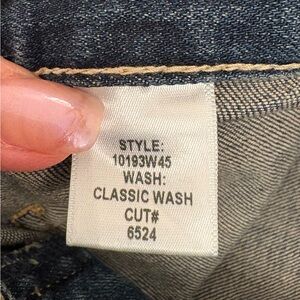 STYLE:
10193W45
WASH:
CLASSIC WASH
CUT#
6524